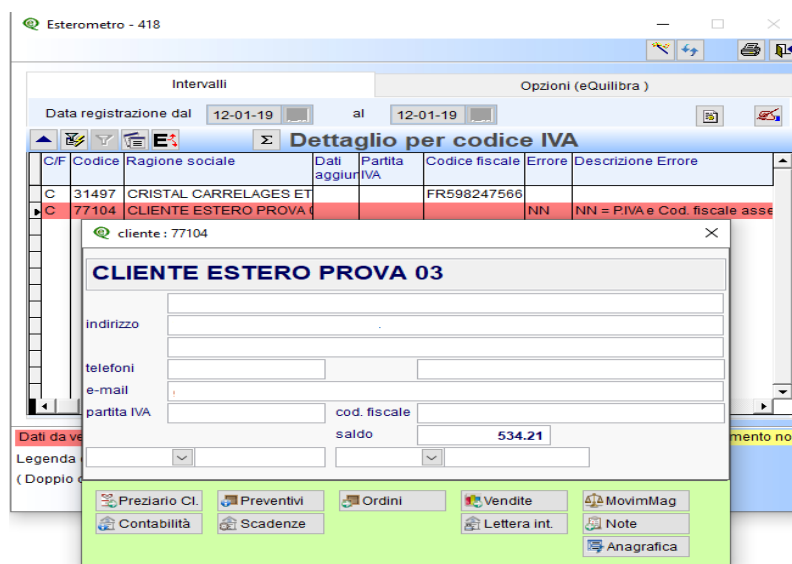 Esterometro - 418
Intervalli
Opzioni (eQuilibra )
Data registrazione dal 12-01-19 al 12-01-19
Σ Dettaglio per codice IVA
C/F Codice Ragione sociale Dati aggiun Partita IVA Codice fiscale Errore Descrizione Errore
C 31497 CRISTAL CARRELAGES ET FR598247566
C 77104 CLIENTE ESTERO PROVA NN NN = P.IVA e Cod. fiscale asse
cliente : 77104
CLIENTE ESTERO PROVA 03
indirizzo
telefoni
e-mail
partita IVA cod. fiscale
saldo 534.21
Dati da ve
mento no
Legenda
( Doppio
Preziario Cl. Preventivi Ordini Vendite MovimMag
Contabilità Scadenze Lettera int. Note
Anagrafica